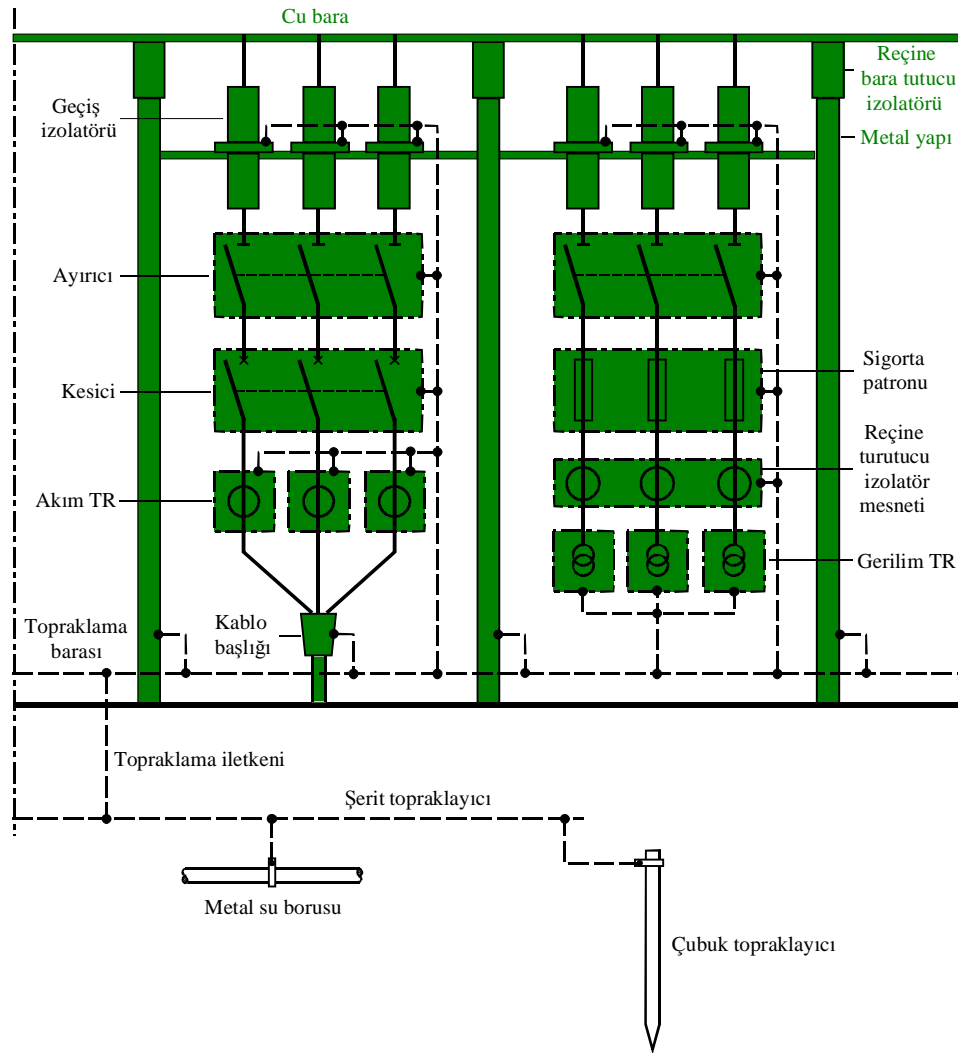 Cu bara
Reçine
bara tutucu
izolatörü
Geçiş
izolatörü
Metal yapı
Ayırıcı
Kesici
Sigorta
patronu
Reçine
turutucu
izolatör
mesneti
Akım TR
Gerilim TR
Kablo
başlığı
Topraklama
barası
Topraklama iletkeni
Şerit topraklayıcı
Metal su borusu
Çubuk topraklayıcı